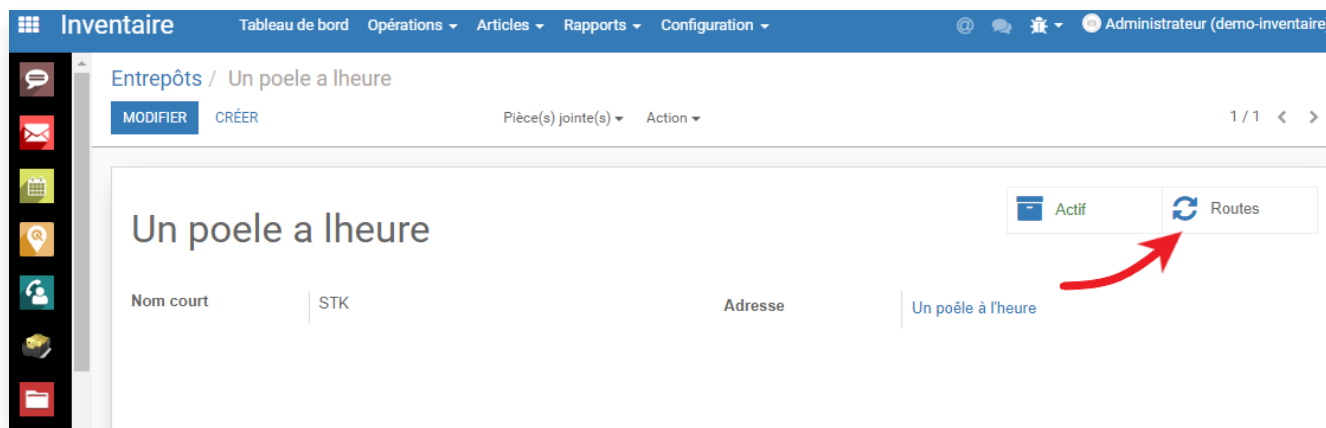 Inventaire Tableau de bord Opérations Articles Rapports Configuration @ Administrateur (demo-inventaire
Entrepôts / Un poele a lheure
MODIFIER CRÉER Pièce(s) jointe(s) Action 1 / 1
Actif Routes
Un poele a lheure
Nom court STK Adresse Un poêle à l'heure